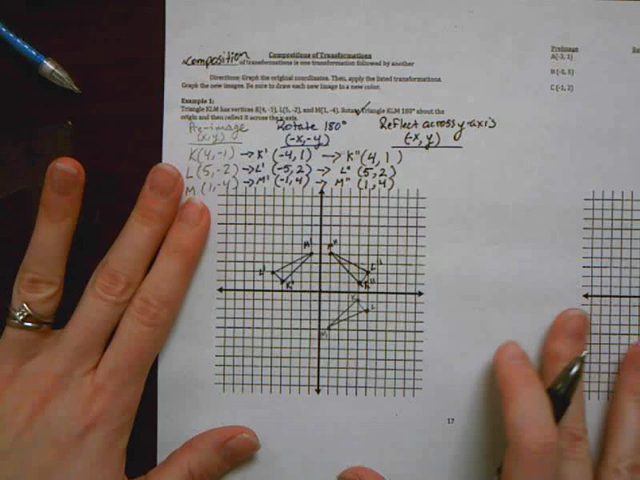 Compositions of Transformations
Composition of transformations is one transformation followed by another
Directions: Graph the original coordinates. Then, apply the listed transformations.
Graph the new images. Be sure to draw each new image in a new color.
Example 1:
Triangle KLM has vertices K(4, -1), L(5, -2), and M(1, -4). Rotate Triangle KLM 180° about the
origin and then reflect it across the axis.
Pre-image Rotate 180° Reflect across y-axis
(x,y) (-x,-y) (-x, y)
K(4,-1) → K' (-4,1) → K" (4, 1)
L(5,-2) → L' (-5,2) → L" (5,2)
M(1,-4) → M' (-1,4) → M" (1,4)
M' M"
L' L"
K' K"
K
L
M
17
Preimage
A(-3, 1)
C(-1, 2)